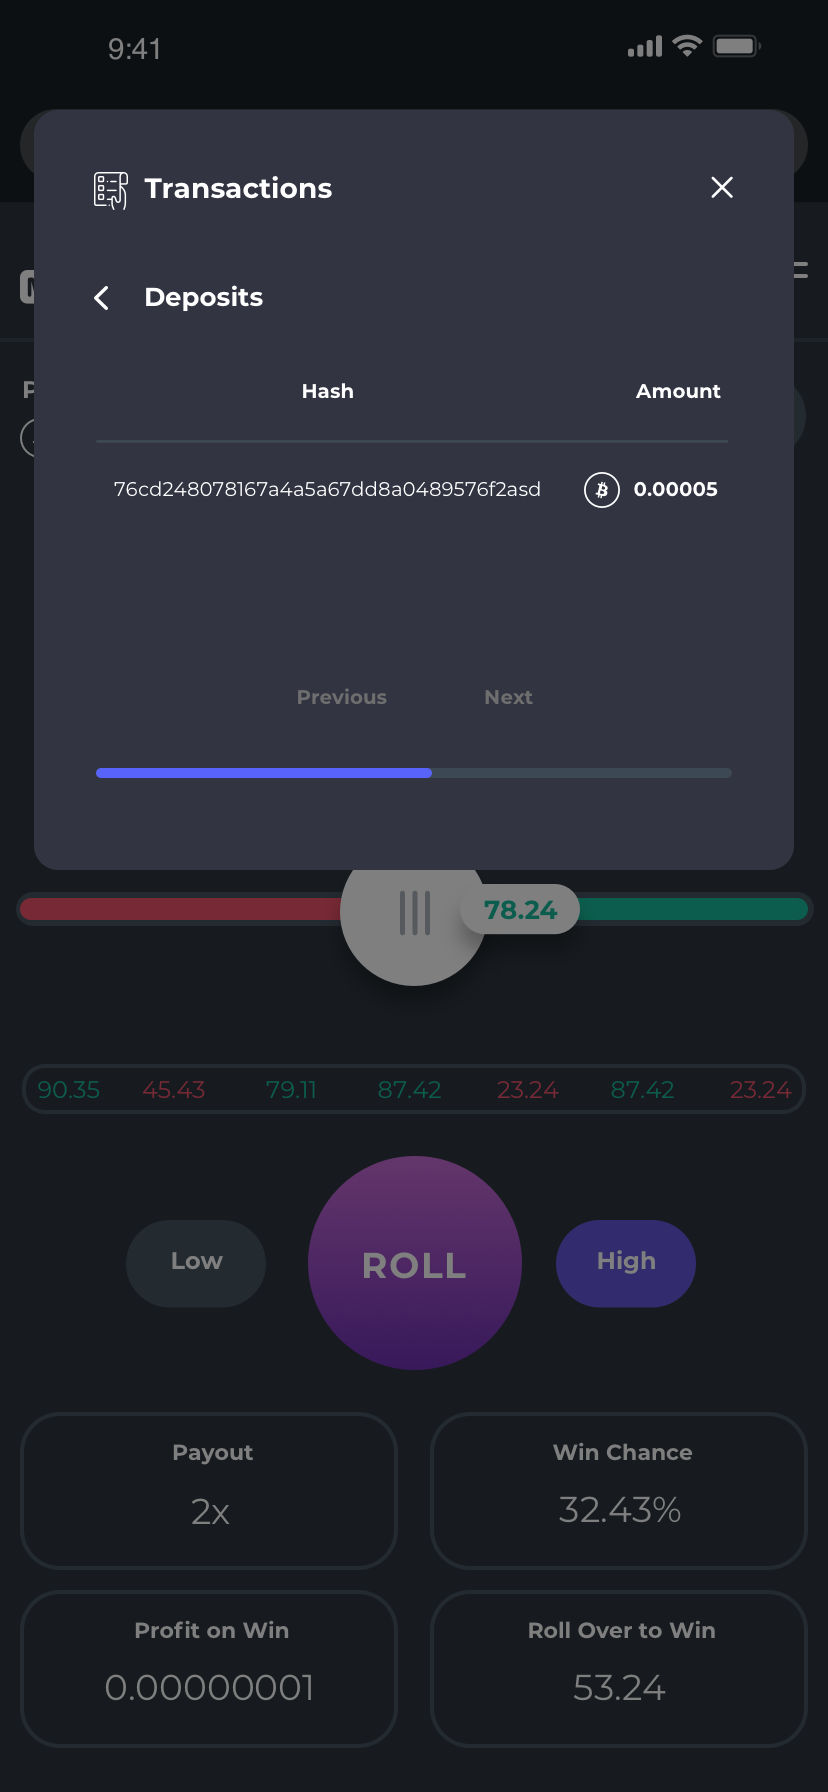 9:41
Transactions
Deposits
Hash Amount
76cd248078167a4a5a67dd8a0489576f2asd 0.00005
Previous Next
78.24
90.35 45.43 79.11 87.42 23.24 87.42 23.24
Low ROLL High
Payout Win Chance
2x 32.43%
Profit on Win Roll Over to Win
0.00000001 53.24